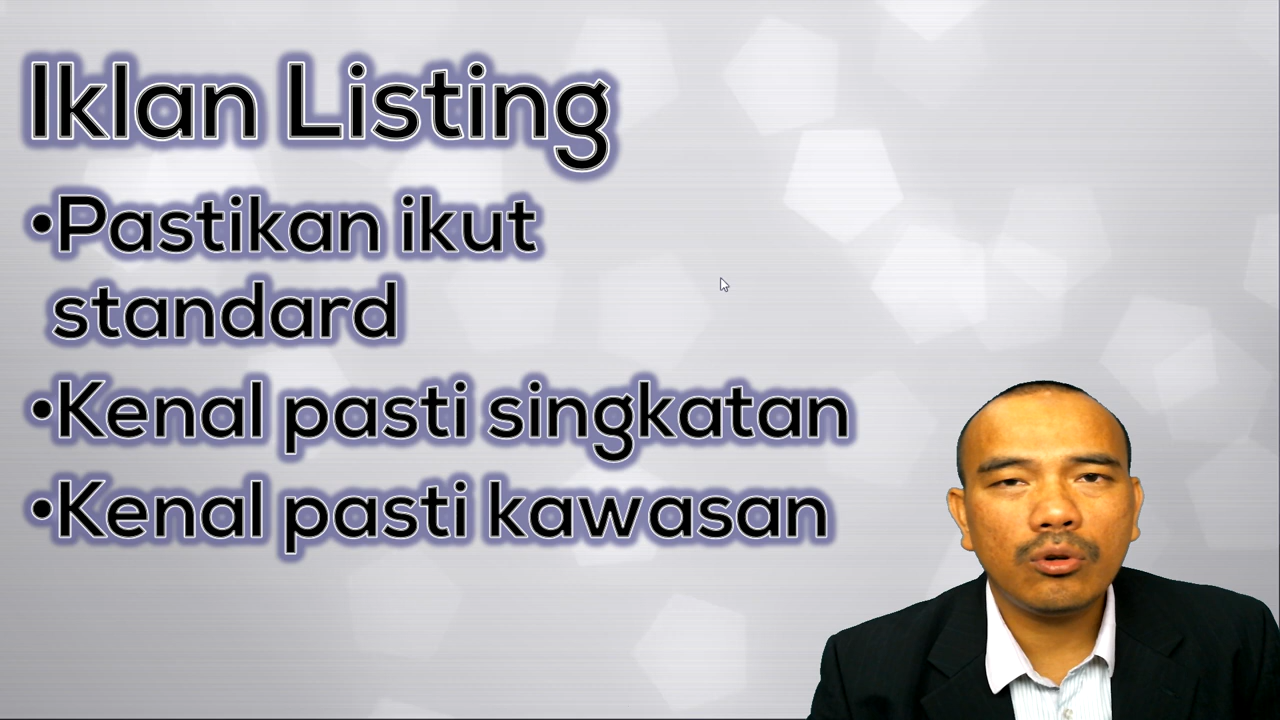 Iklan Listing
•Pastikan ikut
standard
•Kenal pasti singkatan
•Kenal pasti kawasan